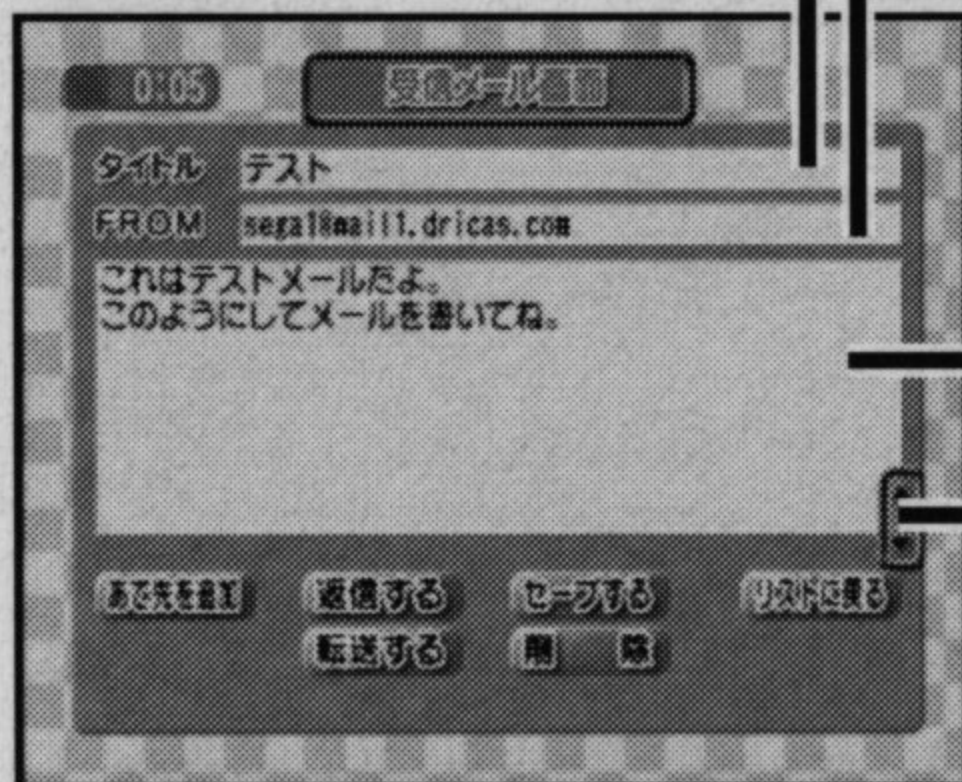 0:05
受信メール画面
タイトル テスト
FROM sega1@mail1.dricas.com
これはテストメールだよ。
このようにしてメールを書いてね。
あて先を追加 返信する セーブする リストに戻る
転送する 削除